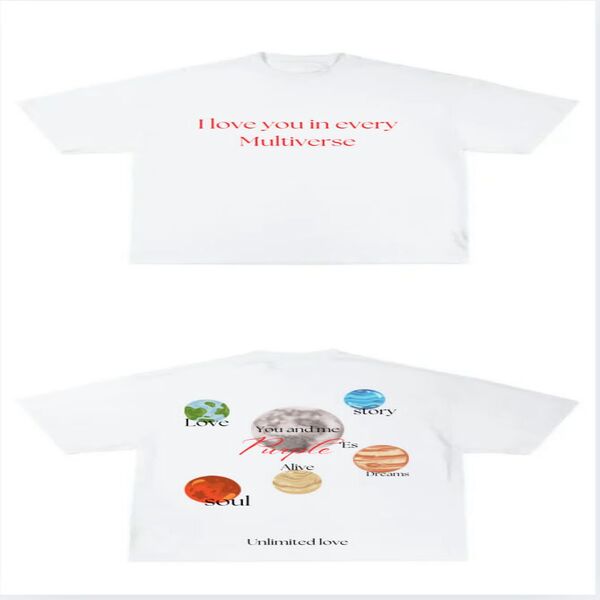 I love you in every
Multiverse
Love
story
You and me
Purple
Es
Alive
Dreams
soul
Unlimited love